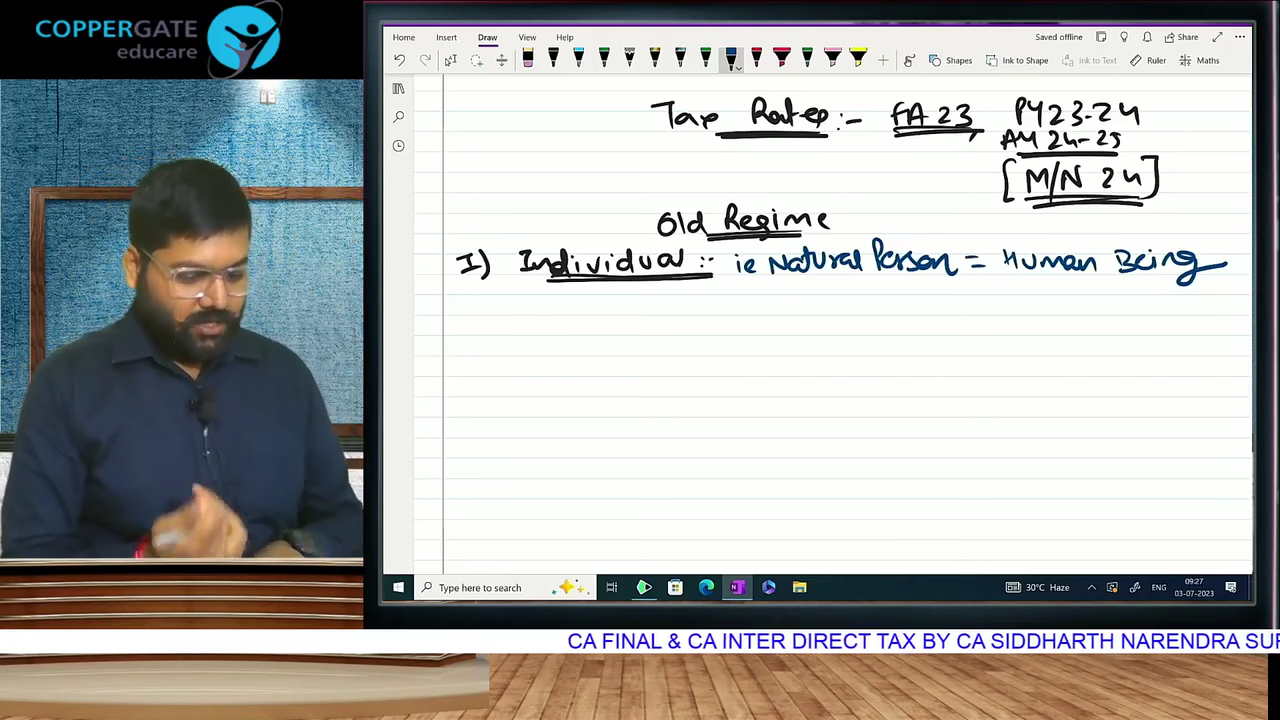 COPPERGATE
educare
Home Insert Draw View Help
Saved offline
Share
Shapes
Ink to Shape
Ink to Text
Ruler
Maths
Tax Rates :- FA 23, PY23-24
AY 24-25
[M/N 24]
Old Regime
I) Individual :- ie Natural Person = Human Being
Type here to search
30°C Haze
ENG
09:27
03-07-2023
CA FINAL & CA INTER DIRECT TAX BY CA SIDDHARTH NARENDRA SUR